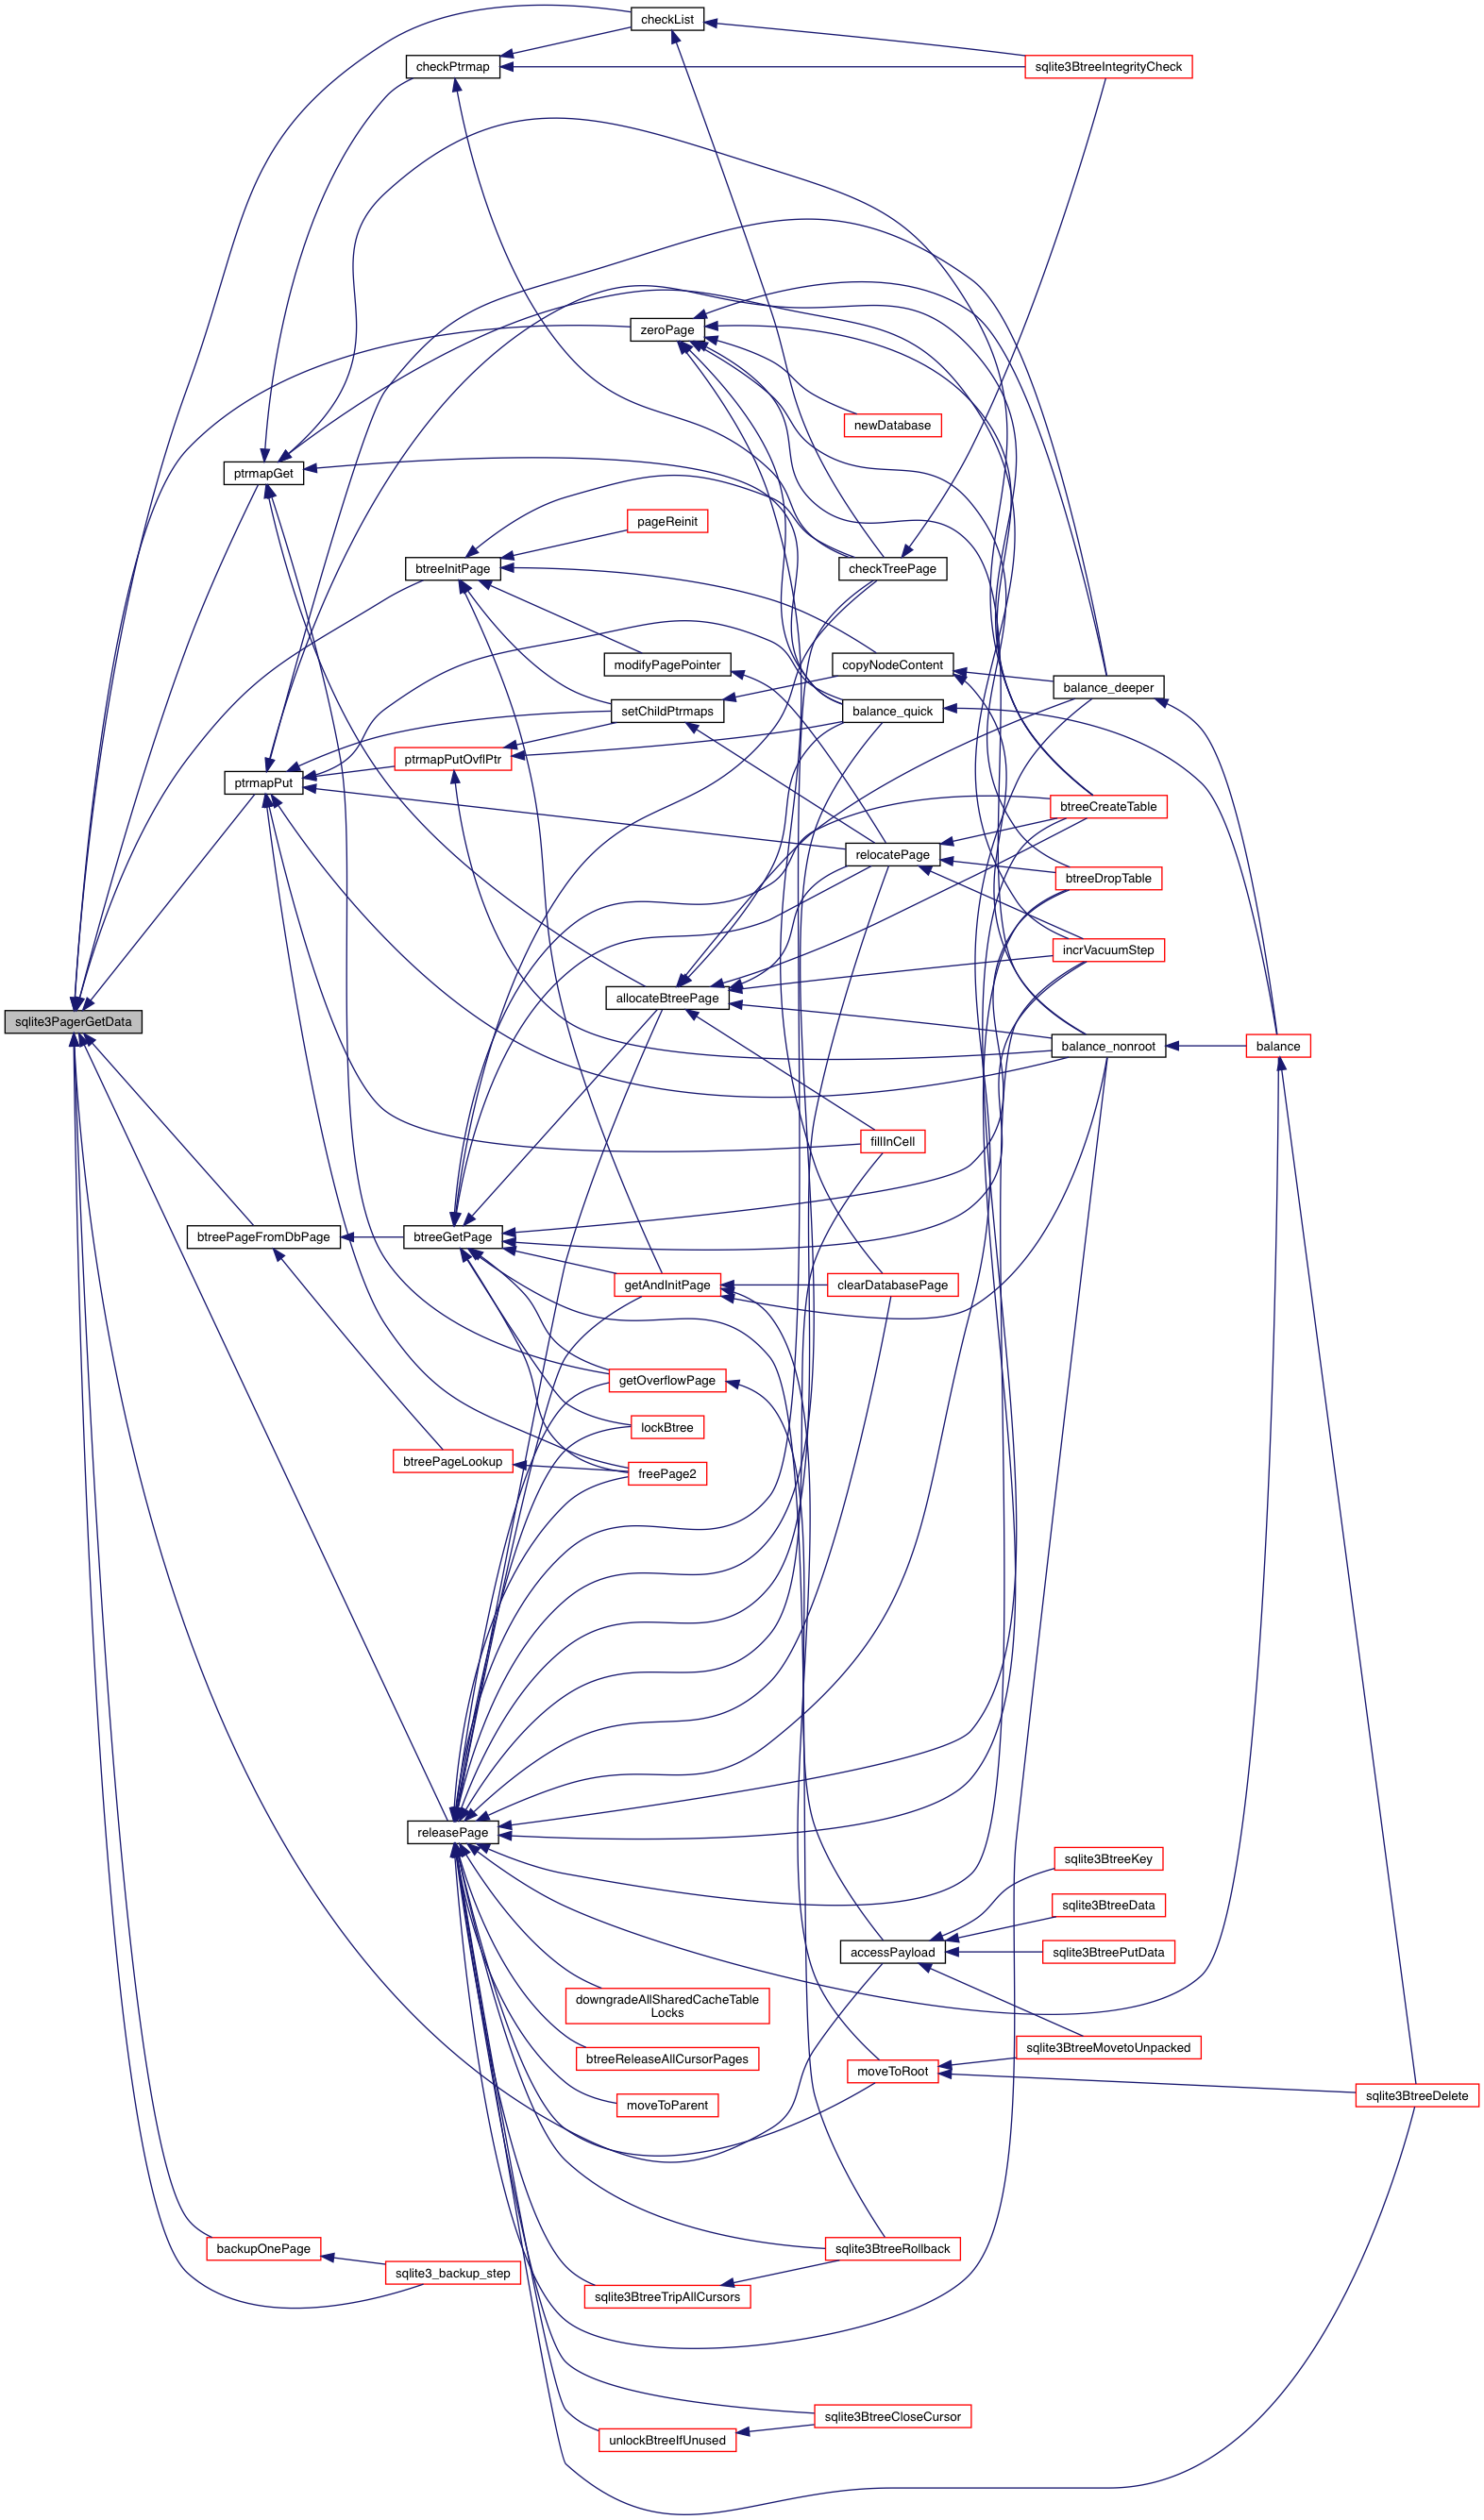 checkList
checkPtrmap
sqlite3BtreeIntegrityCheck
zeroPage
newDatabase
ptrmapGet
pageReinit
btreeInitPage
checkTreePage
modifyPagePointer
copyNodeContent
balance_deeper
setChildPtrmaps
balance_quick
ptrmapPutOvflPtr
ptrmapPut
btreeCreateTable
relocatePage
btreeDropTable
incrVacuumStep
allocateBtreePage
sqlite3PagerGetData
balance_nonroot
balance
fillInCell
btreePageFromDbPage
btreeGetPage
getAndInitPage
clearDatabasePage
getOverflowPage
lockBtree
btreePageLookup
freePage2
releasePage
sqlite3BtreeKey
sqlite3BtreeData
accessPayload
sqlite3BtreePutData
downgradeAllSharedCacheTable
Locks
sqlite3BtreeMovetoUnpacked
btreeReleaseAllCursorPages
moveToRoot
sqlite3BtreeDelete
moveToParent
backupOnePage
sqlite3BtreeRollback
sqlite3_backup_step
sqlite3BtreeTripAllCursors
sqlite3BtreeCloseCursor
unlockBtreeIfUnused